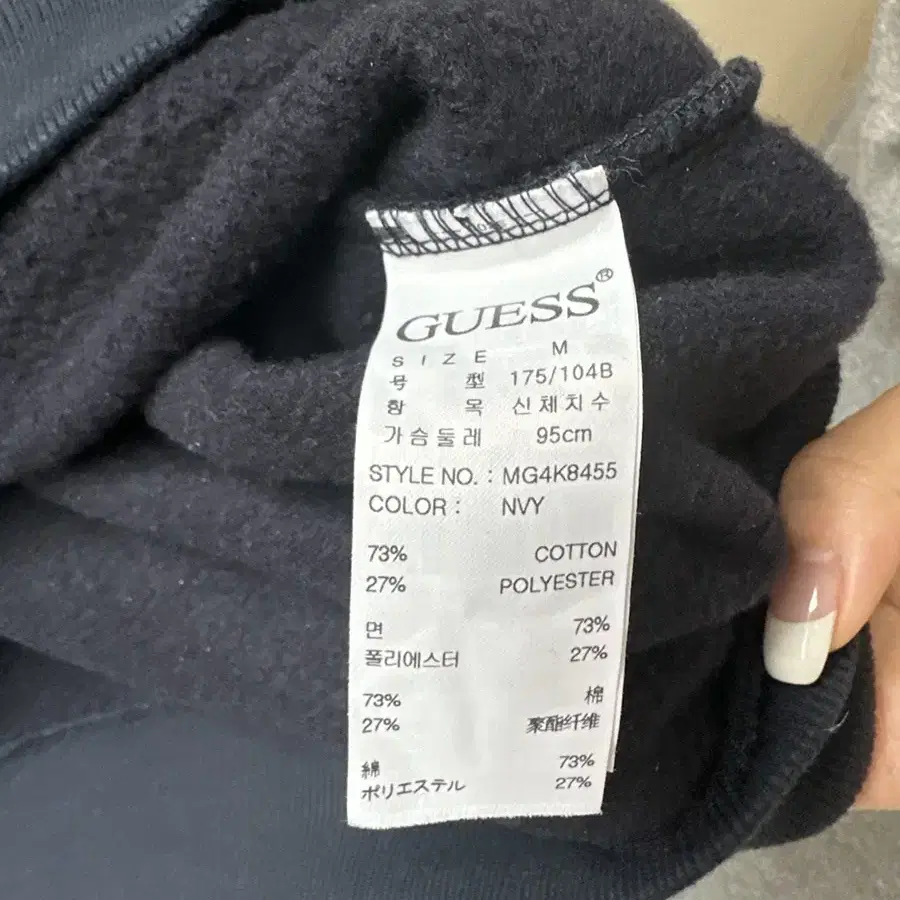 GUESS®
SIZE M
号 型 175/104B
항 목 신체치수
가슴둘레 95cm
STYLE NO. : MG4K8455
COLOR : NVY
73% COTTON
27% POLYESTER
면 73%
폴리에스터 27%
73% 棉
27% 聚酯纤维
綿 73%
ポリエステル 27%